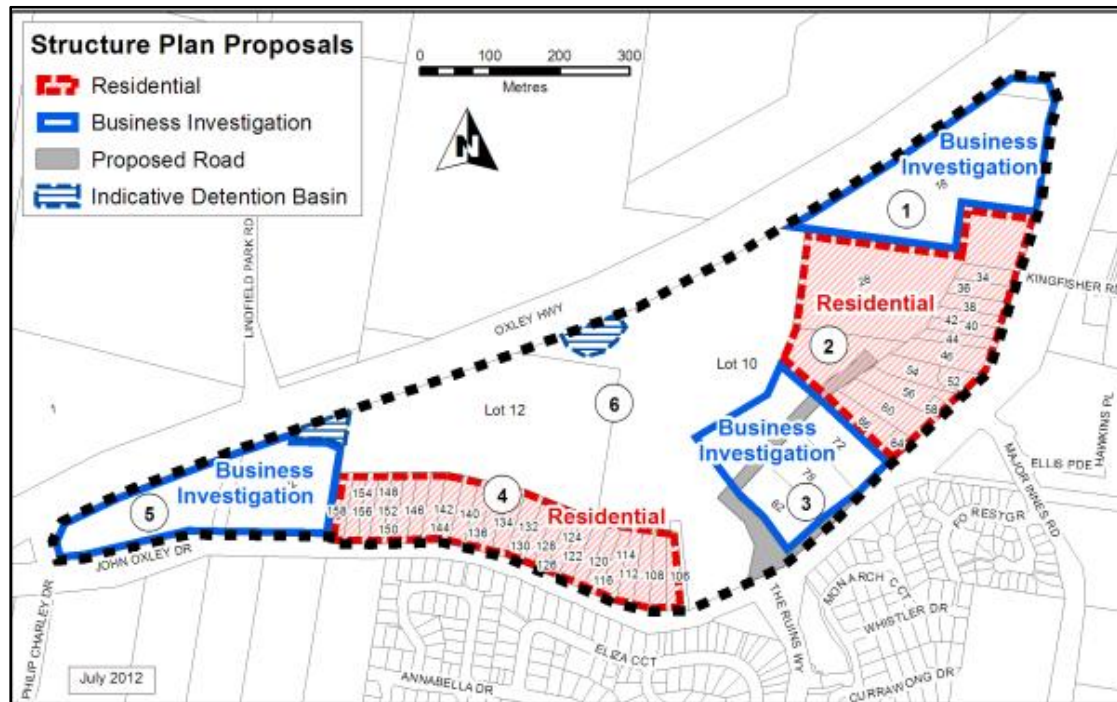 Structure Plan Proposals
Residential
Business Investigation
Proposed Road
Indicative Detention Basin
0 100 200 300
Metres
N
LINDFIELD PARK RD
OXLEY HWY
Business
Investigation
16
1
KINGFISHER RD
28
34
36
38
40
42
44
46
Residential
2
54
52
56
58
60
66
64
Lot 10
Lot 12
6
1
Business
Investigation
72
78
82
3
HAWKINS PL
ELLIS PDE
MAJOR INNES RD
FORESTGR
Business
Investigation
5
4
Residential
154 148
158 156 152 146 142 140 134 132 124
150 144 136 130 128 122 120 114
126 116 112 108 106
JOHN OXLEY DR
PHILIP CHARLEY DR
THE RUINS WY
MONARCH CCT
WHISTLER DR
ELIZA CCT
ANNABELLA DR
CURRAWONG DR
July 2012